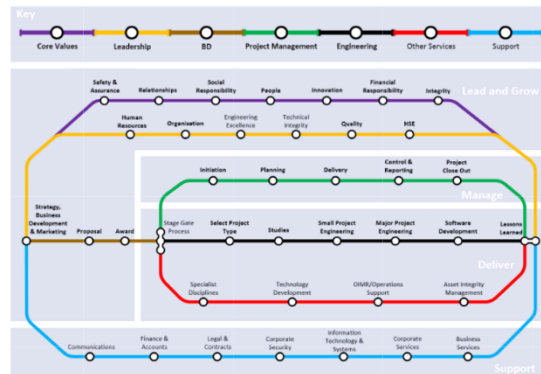 Key
Core Values
Leadership
BD
Project Management
Engineering
Other Services
Support
Lead and Grow
Safety &
Assurance
Relationships
Social
Responsibility
People
Innovation
Financial
Responsibility
Integrity
Human
Resources
Organisation
Engineering
Excellence
Technical
Integrity
Quality
HSE
Initiation
Planning
Delivery
Control &
Reporting
Project
Close Out
Manage
Strategy,
Business
Development
& Marketing
Proposal
Award
Stage Gate
Process
Select Project
Type
Studies
Small Project
Engineering
Major Project
Engineering
Software
Development
Lessons
Learned
Deliver
Specialist
Disciplines
Technology
Development
OIMR/Operations
Support
Asset Integrity
Management
Communications
Finance &
Accounts
Legal &
Contracts
Corporate
Security
Information
Technology &
Systems
Corporate
Services
Business
Services
Support